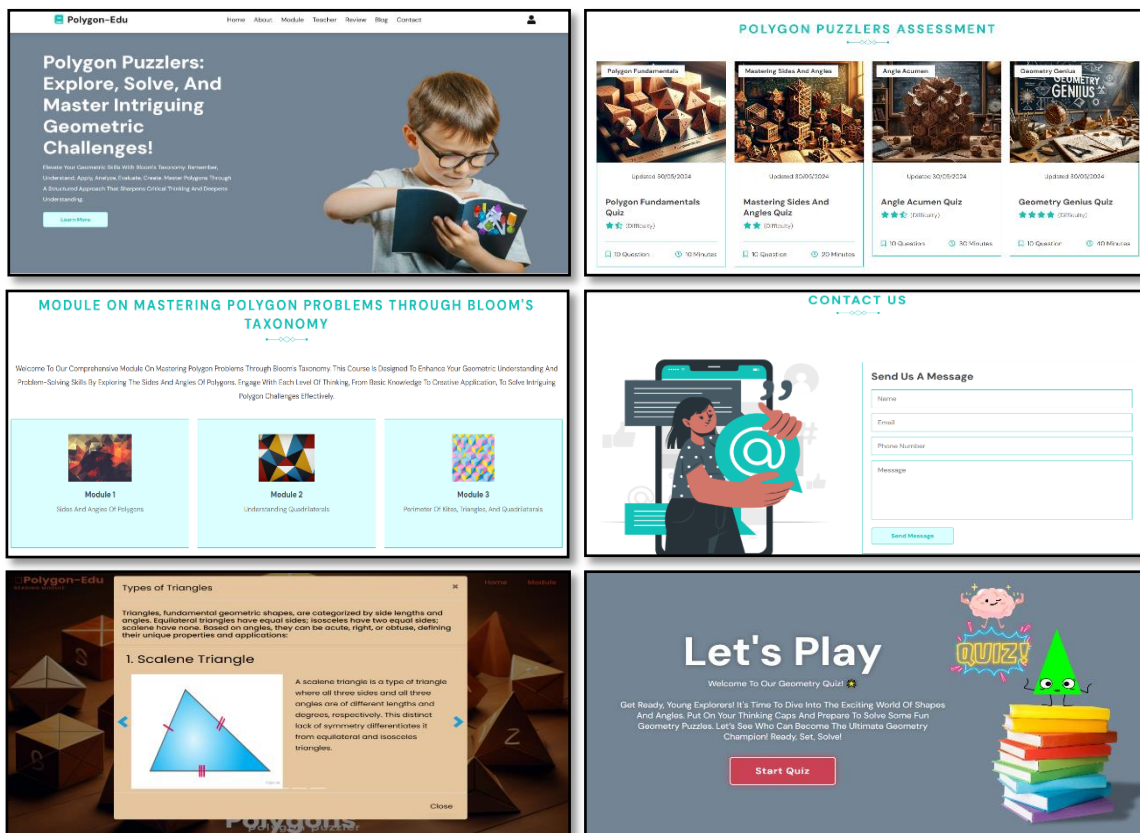 Polygon-Edu
Home About Module Teacher Review Blog Contact
Polygon Puzzlers:
Explore, Solve, And
Master Intriguing
Geometric
Challenges!
Elevate Your Geometric Skills With Bloom's Taxonomy: Remember,
Understand, Apply, Analyze, Evaluate, Create. Master Polygons Through
A Structured Approach That Sharpens Critical Thinking And Deepens
Understanding.
Learn More
POLYGON PUZZLERS ASSESSMENT
Polygon Fundamentals
Updated 30/05/2024
Polygon Fundamentals
Quiz
(Difficulty)
10 Question 10 Minutes
Mastering Sides And Angles
Updated 30/05/2024
Mastering Sides And
Angles Quiz
(Difficulty)
10 Question 20 Minutes
Angle Acumen
Updated 30/05/2024
Angle Acumen Quiz
(Difficulty)
10 Question 30 Minutes
Geometry Genius
GEUMETRY
GENIIUS
Updated 30/05/2024
Geometry Genius Quiz
(Difficulty)
10 Question 40 Minutes
MODULE ON MASTERING POLYGON PROBLEMS THROUGH BLOOM'S
TAXONOMY
Welcome To Our Comprehensive Module On Mastering Polygon Problems Through Bloom's Taxonomy. This Course Is Designed To Enhance Your Geometric Understanding And
Problem-Solving Skills By Exploring The Sides And Angles Of Polygons. Engage With Each Level Of Thinking, From Basic Knowledge To Creative Application, To Solve Intriguing
Polygon Challenges Effectively.
Module 1
Sides And Angles Of Polygons
Module 2
Understanding Quadrilaterals
Module 3
Perimeter Of Kites, Triangles, And Quadrilaterals
CONTACT US
Send Us A Message
Name
Email
Phone Number
Message
Send Message
Polygon-Edu
READING MODULE
Home Module
Types of Triangles ×
Triangles, fundamental geometric shapes, are categorized by side lengths and
angles. Equilateral triangles have equal sides; isosceles have two equal sides;
scalene have none. Based on angles, they can be acute, right, or obtuse, defining
their unique properties and applications:
1. Scalene Triangle
A scalene triangle is a type of triangle
where all three sides and all three
angles are of different lengths and
degrees, respectively. This distinct
lack of symmetry differentiates it
from equilateral and isosceles
triangles.
Close
Polygons
polygon puzzler
Let's Play
Welcome To Our Geometry Quiz! 🌟
Get Ready, Young Explorers! It's Time To Dive Into The Exciting World Of Shapes
And Angles. Put On Your Thinking Caps And Prepare To Solve Some Fun
Geometry Puzzles. Let's See Who Can Become The Ultimate Geometry
Champion! Ready, Set, Solve!
Start Quiz
QUIZ!